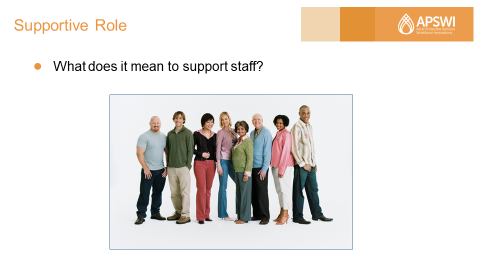 Supportive Role
APSWI
What does it mean to support staff?